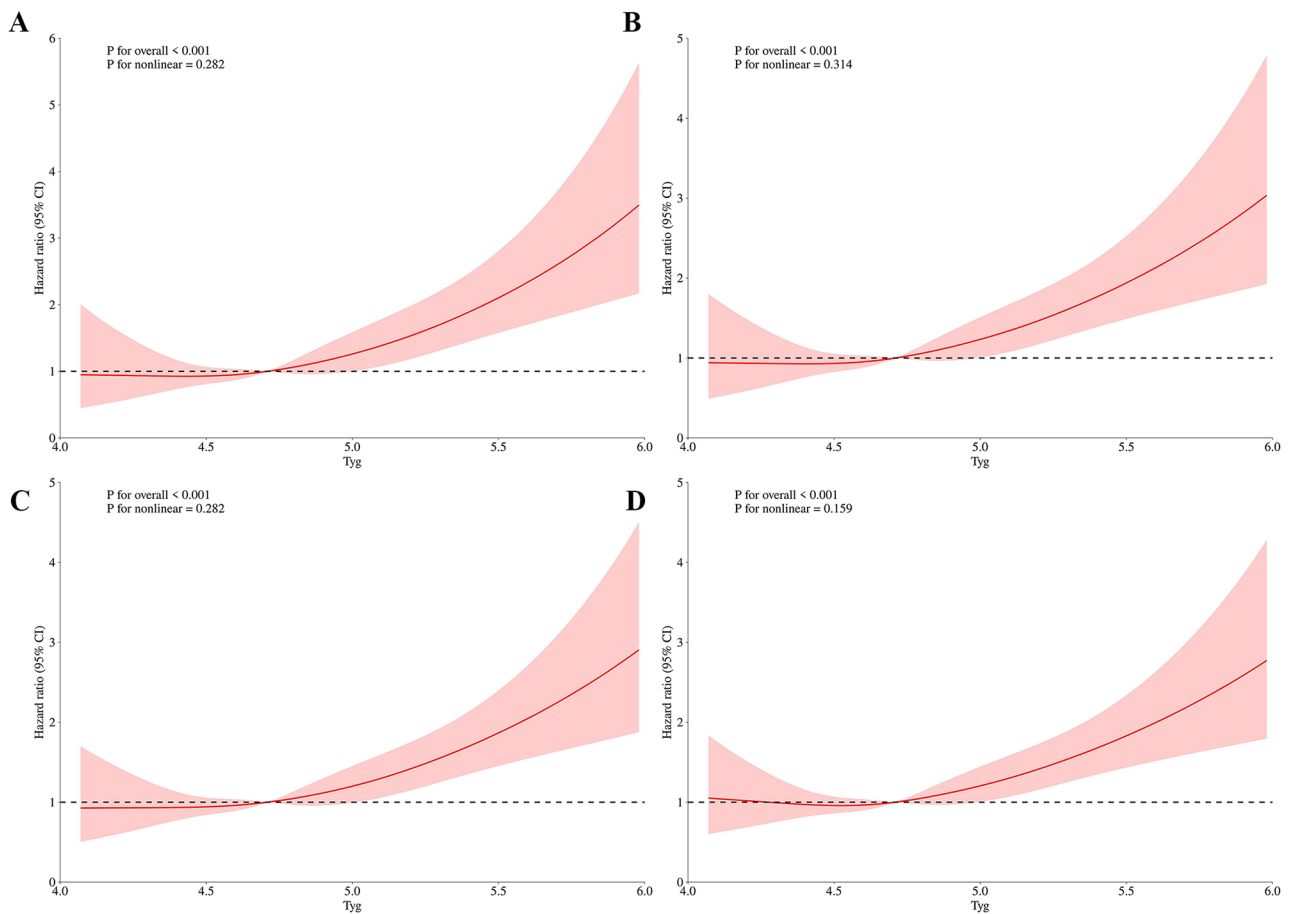 A
P for overall < 0.001
P for nonlinear = 0.282
Hazard ratio (95% CI)
6
5
4
3
2
1
0
4.0 4.5 5.0 5.5 6.0
Tyg
B
P for overall < 0.001
P for nonlinear = 0.314
Hazard ratio (95% CI)
5
4
3
2
1
0
4.0 4.5 5.0 5.5 6.0
Tyg
C
P for overall < 0.001
P for nonlinear = 0.282
Hazard ratio (95% CI)
5
4
3
2
1
0
4.0 4.5 5.0 5.5 6.0
Tyg
D
P for overall < 0.001
P for nonlinear = 0.159
Hazard ratio (95% CI)
5
4
3
2
1
0
4.0 4.5 5.0 5.5 6.0
Tyg